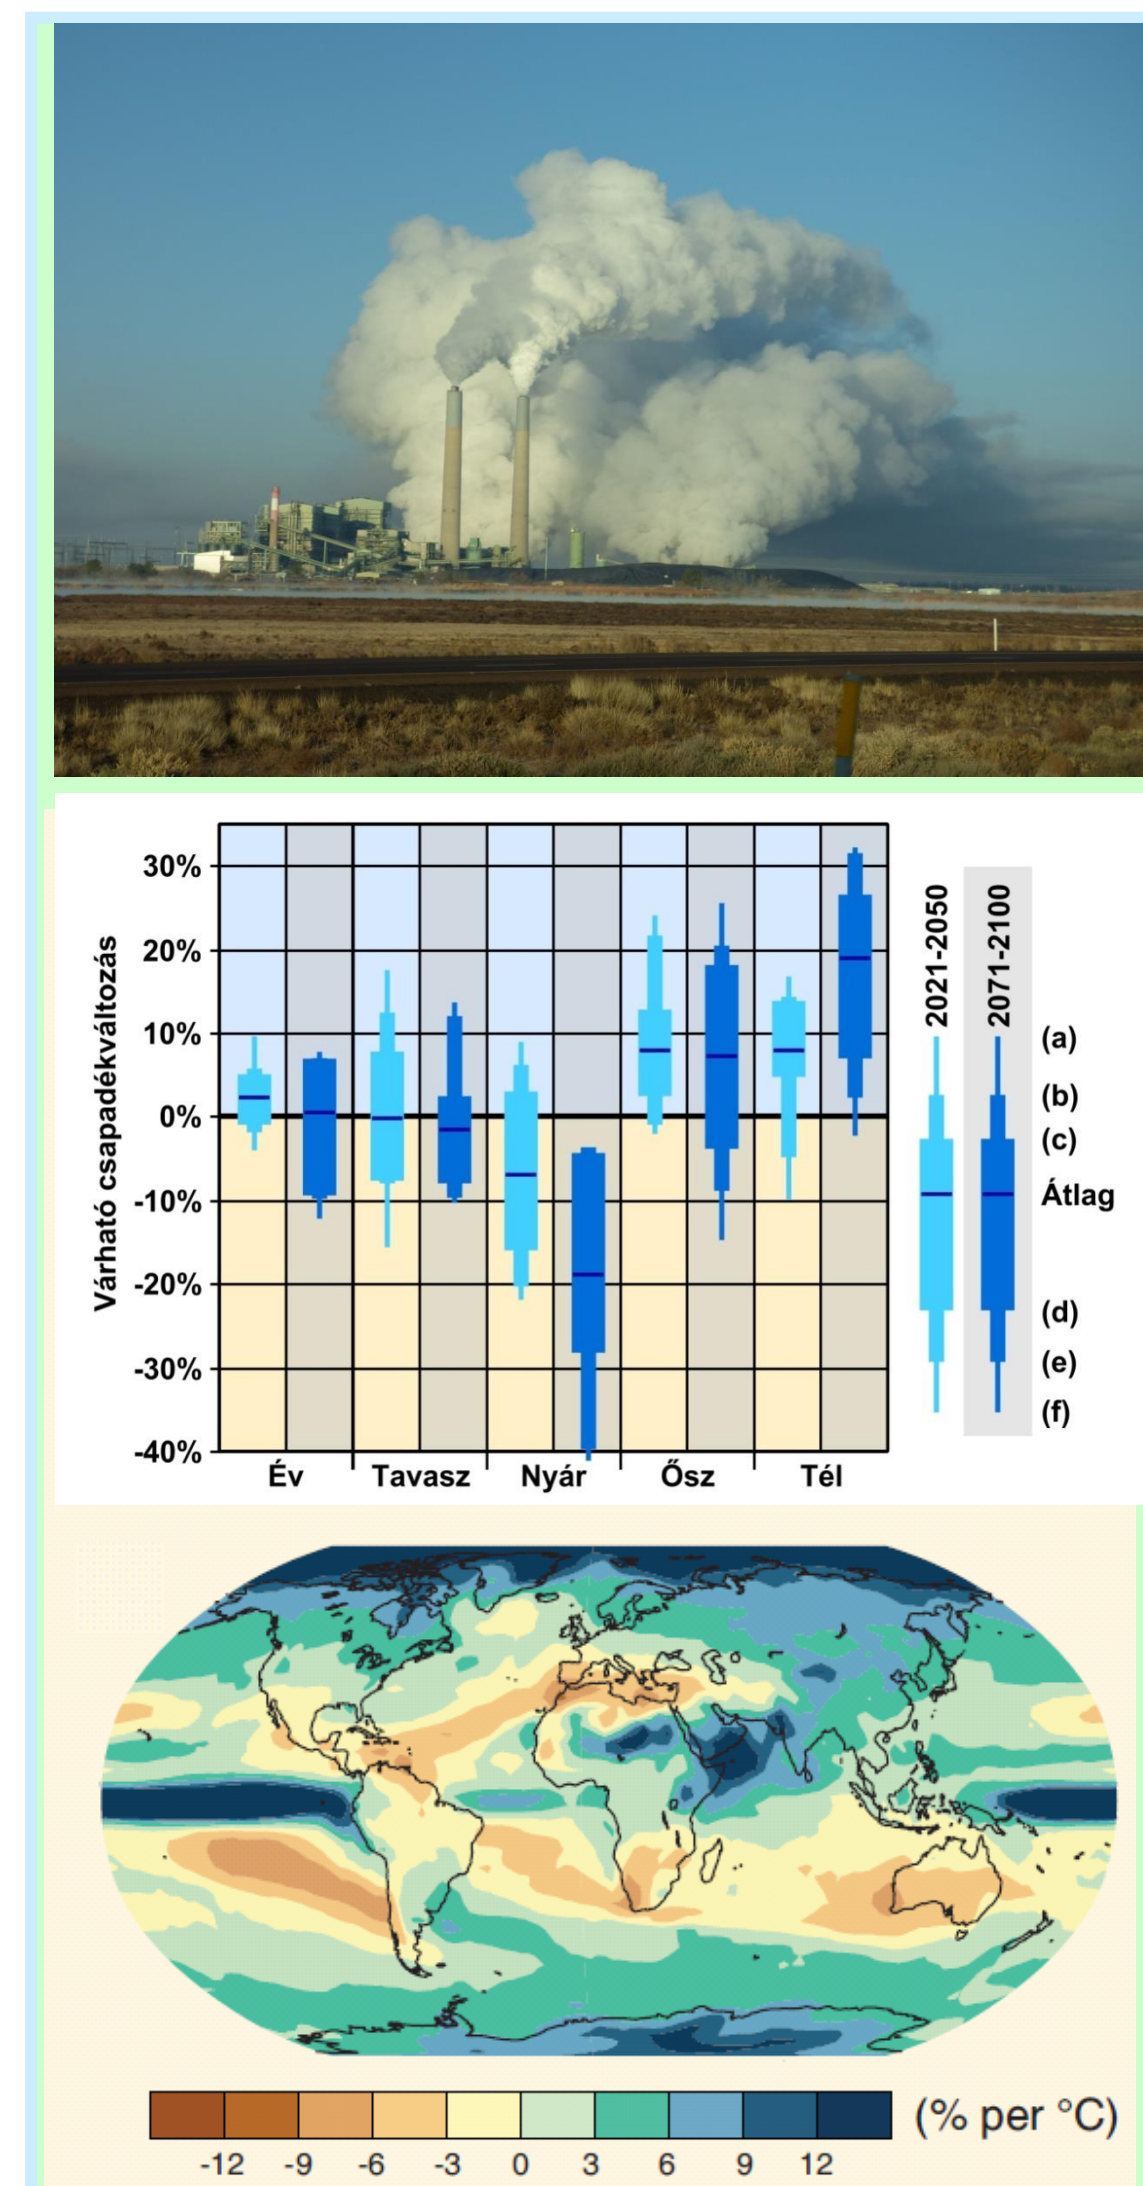 30%
20%
10%
0%
-10%
-20%
-30%
-40%
Várható csapadékváltozás
Év
Tavasz
Nyár
Ősz
Tél
2021-2050
2071-2100
(a)
(b)
(c)
Átlag
(d)
(e)
(f)
(% per °C)
-12 -9 -6 -3 0 3 6 9 12